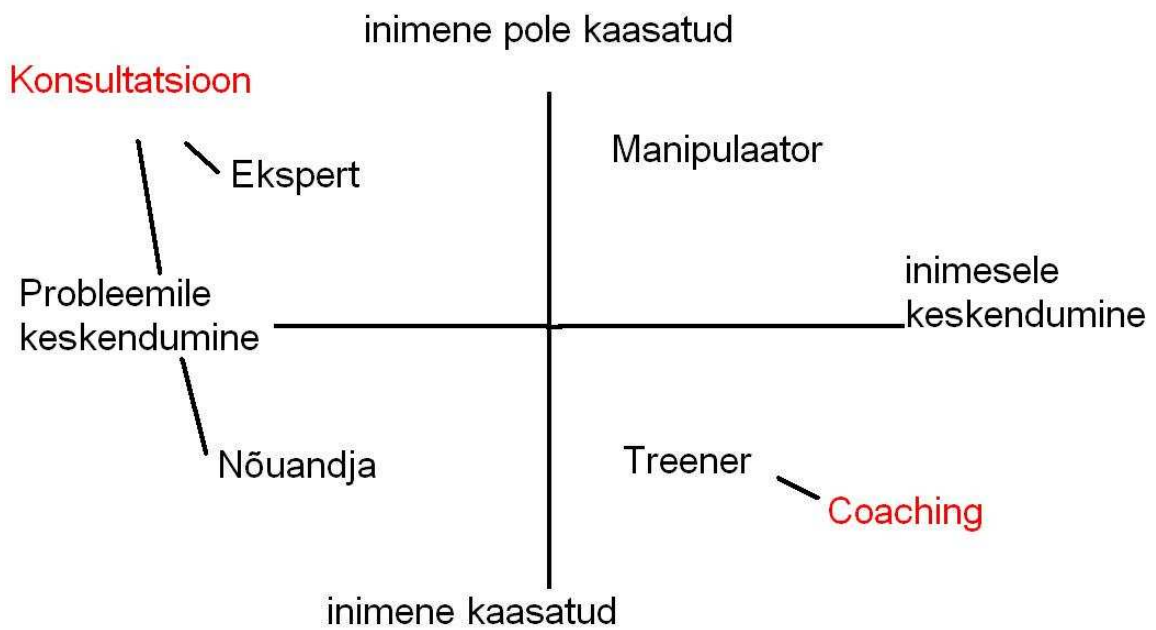 inimene pole kaasatud
Konsultatsioon
Manipulaator
Ekspert
Probleemile
keskendumine
inimesele
keskendumine
Nõuandja
Treener
Coaching
inimene kaasatud